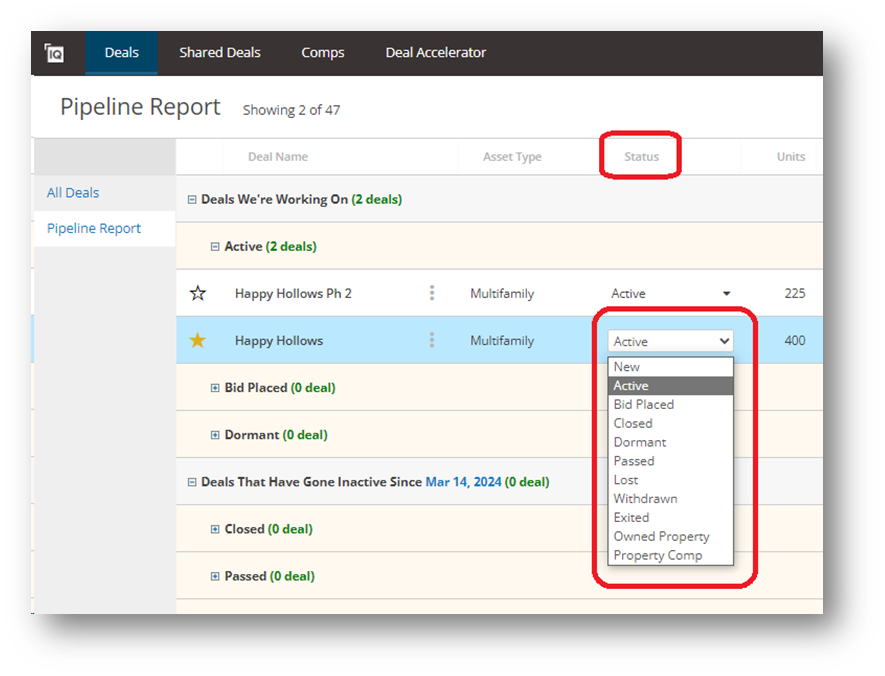 IQ Deals Shared Deals Comps Deal Accelerator
Pipeline Report Showing 2 of 47
Deal Name Asset Type Status Units
All Deals
Deals We're Working On (2 deals)
Pipeline Report
Active (2 deals)
Happy Hollows Ph 2 Multifamily Active 225
Happy Hollows Multifamily Active 400
New
Active
Bid Placed (0 deal)
Bid Placed
Closed
Dormant (0 deal)
Dormant
Passed
Deals That Have Gone Inactive Since Mar 14, 2024 (0 deal)
Lost
Withdrawn
Closed (0 deal)
Exited
Owned Property
Property Comp
Passed (0 deal)